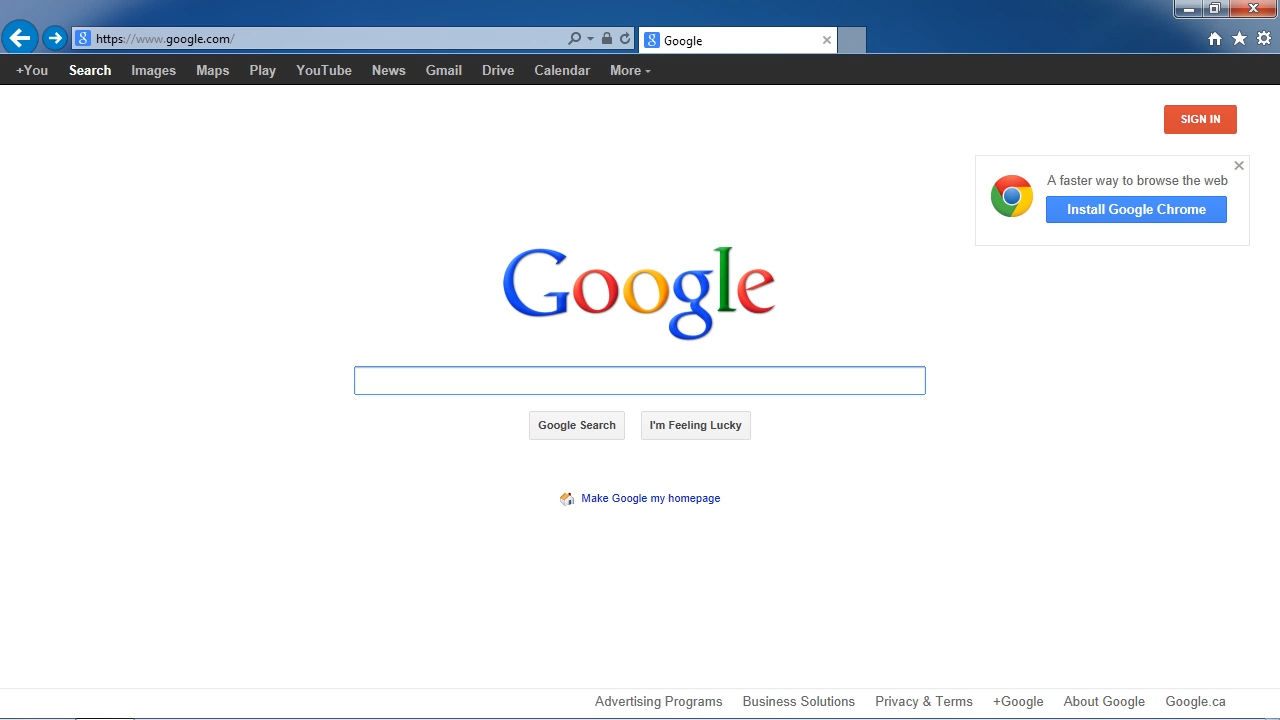 https://www.google.com/
Google
+You Search Images Maps Play YouTube News Gmail Drive Calendar More
SIGN IN
A faster way to browse the web
Install Google Chrome
Google
Google Search I'm Feeling Lucky
Make Google my homepage
Advertising Programs Business Solutions Privacy & Terms +Google About Google Google.ca